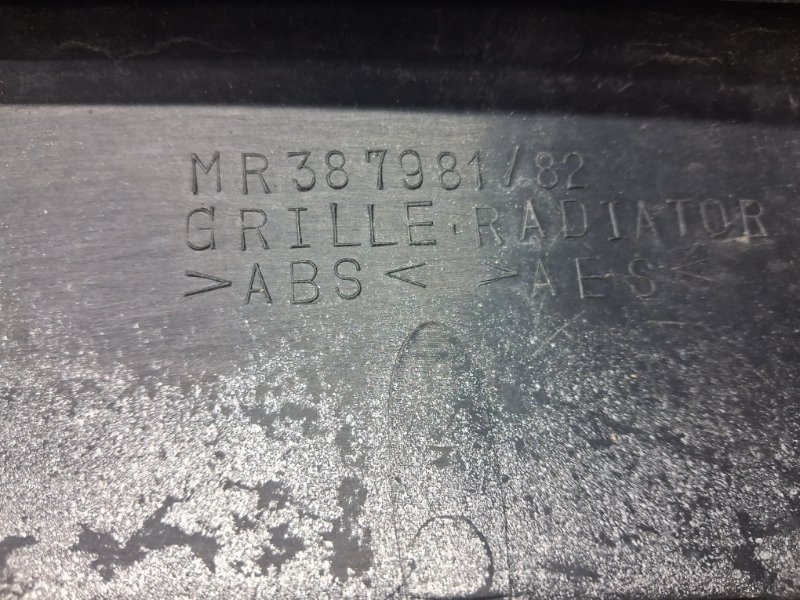 MR387981/82
GRILLE·RADIATOR
>ABS< >AES<